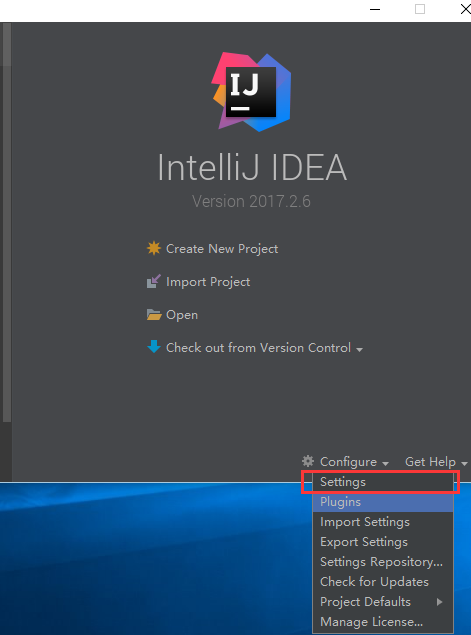 IJ
IntelliJ IDEA
Version 2017.2.6
Create New Project
Import Project
Open
Check out from Version Control
Configure Get Help
Settings
Plugins
Import Settings
Export Settings
Settings Repository...
Check for Updates
Project Defaults
Manage License...